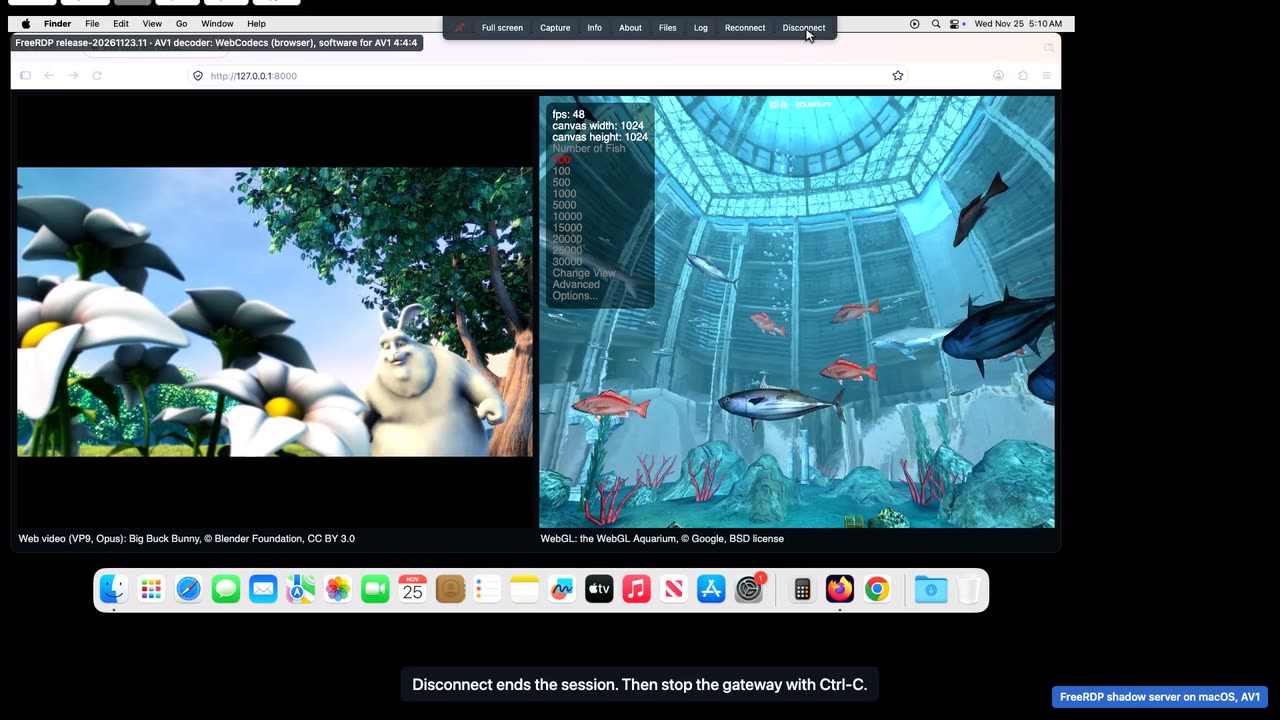 Finder File Edit View Go Window Help
Full screen Capture Info About Files Log Reconnect Disconnect
Wed Nov 25 5:10 AM
FreeRDP release-20261123.11 · AV1 decoder: WebCodecs (browser), software for AV1 4:4:4
http://127.0.0.1:8000
aquarium
fps: 48
canvas width: 1024
canvas height: 1024
Number of Fish
100
500
1000
5000
10000
15000
20000
25000
30000
Change View
Advanced
Options...
Web video (VP9, Opus): Big Buck Bunny, © Blender Foundation, CC BY 3.0
WebGL: the WebGL Aquarium, © Google, BSD license
NOV
25
tv
1
Disconnect ends the session. Then stop the gateway with Ctrl-C.
FreeRDP shadow server on macOS, AV1